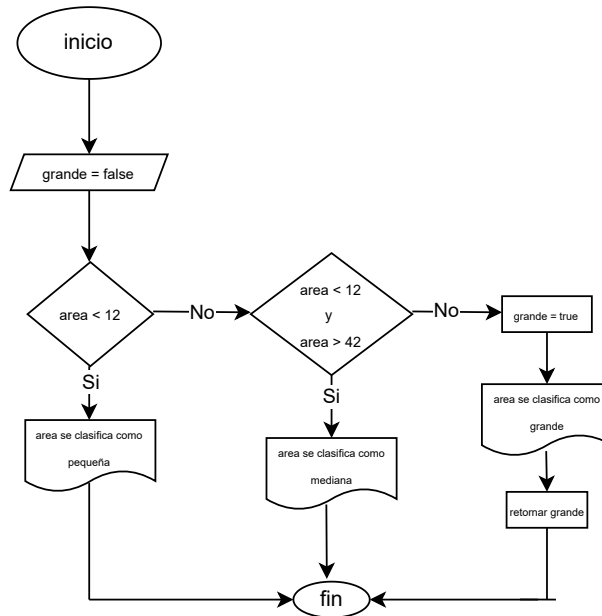 inicio
grande = false
area < 12
No
area < 12
y
area > 42
No
grande = true
Si
area se clasifica como
pequeña
Si
area se clasifica como
mediana
area se clasifica como
grande
retornar grande
fin